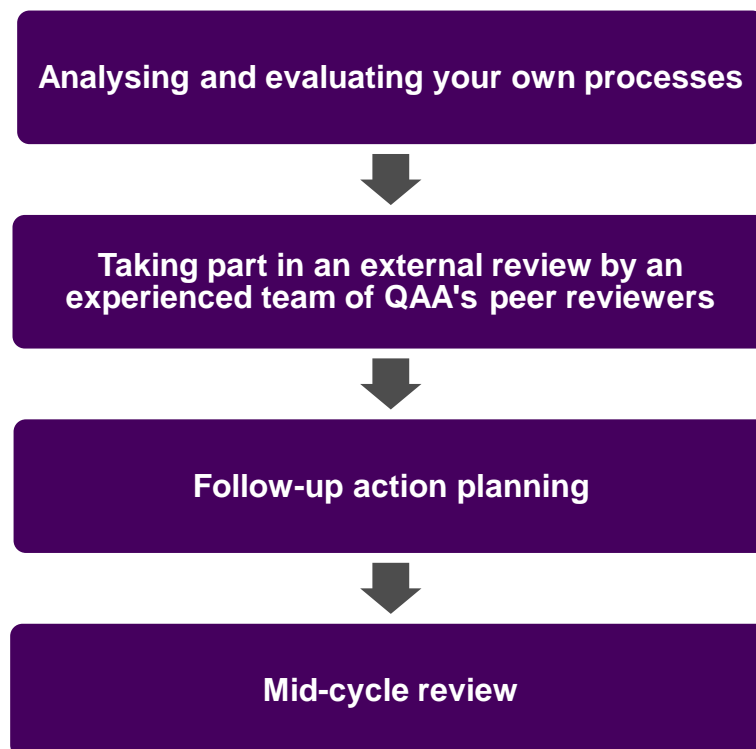 Analysing and evaluating your own processes
Taking part in an external review by an
experienced team of QAA's peer reviewers
Follow-up action planning
Mid-cycle review